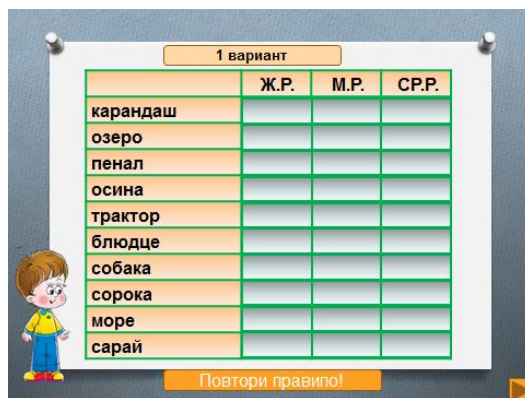 1 вариант
Ж.Р. М.Р. СР.Р.
карандаш
озеро
пенал
осина
трактор
блюдце
собака
сорока
море
сарай
Повтори правило!